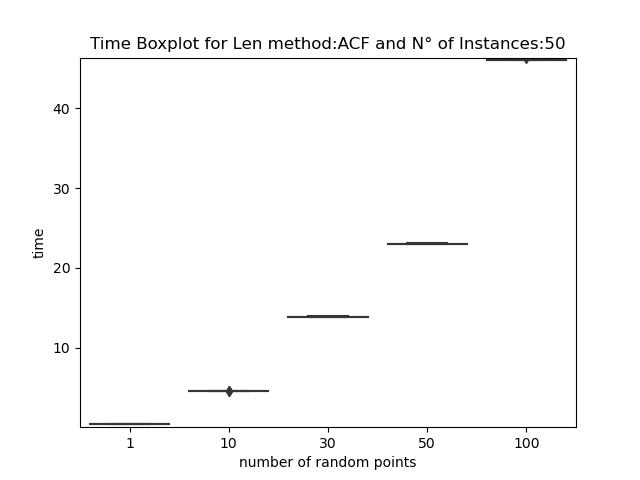 Time Boxplot for Len method:ACF and N° of Instances:50
40
30
20
10
time
1 10 30 50 100
number of random points